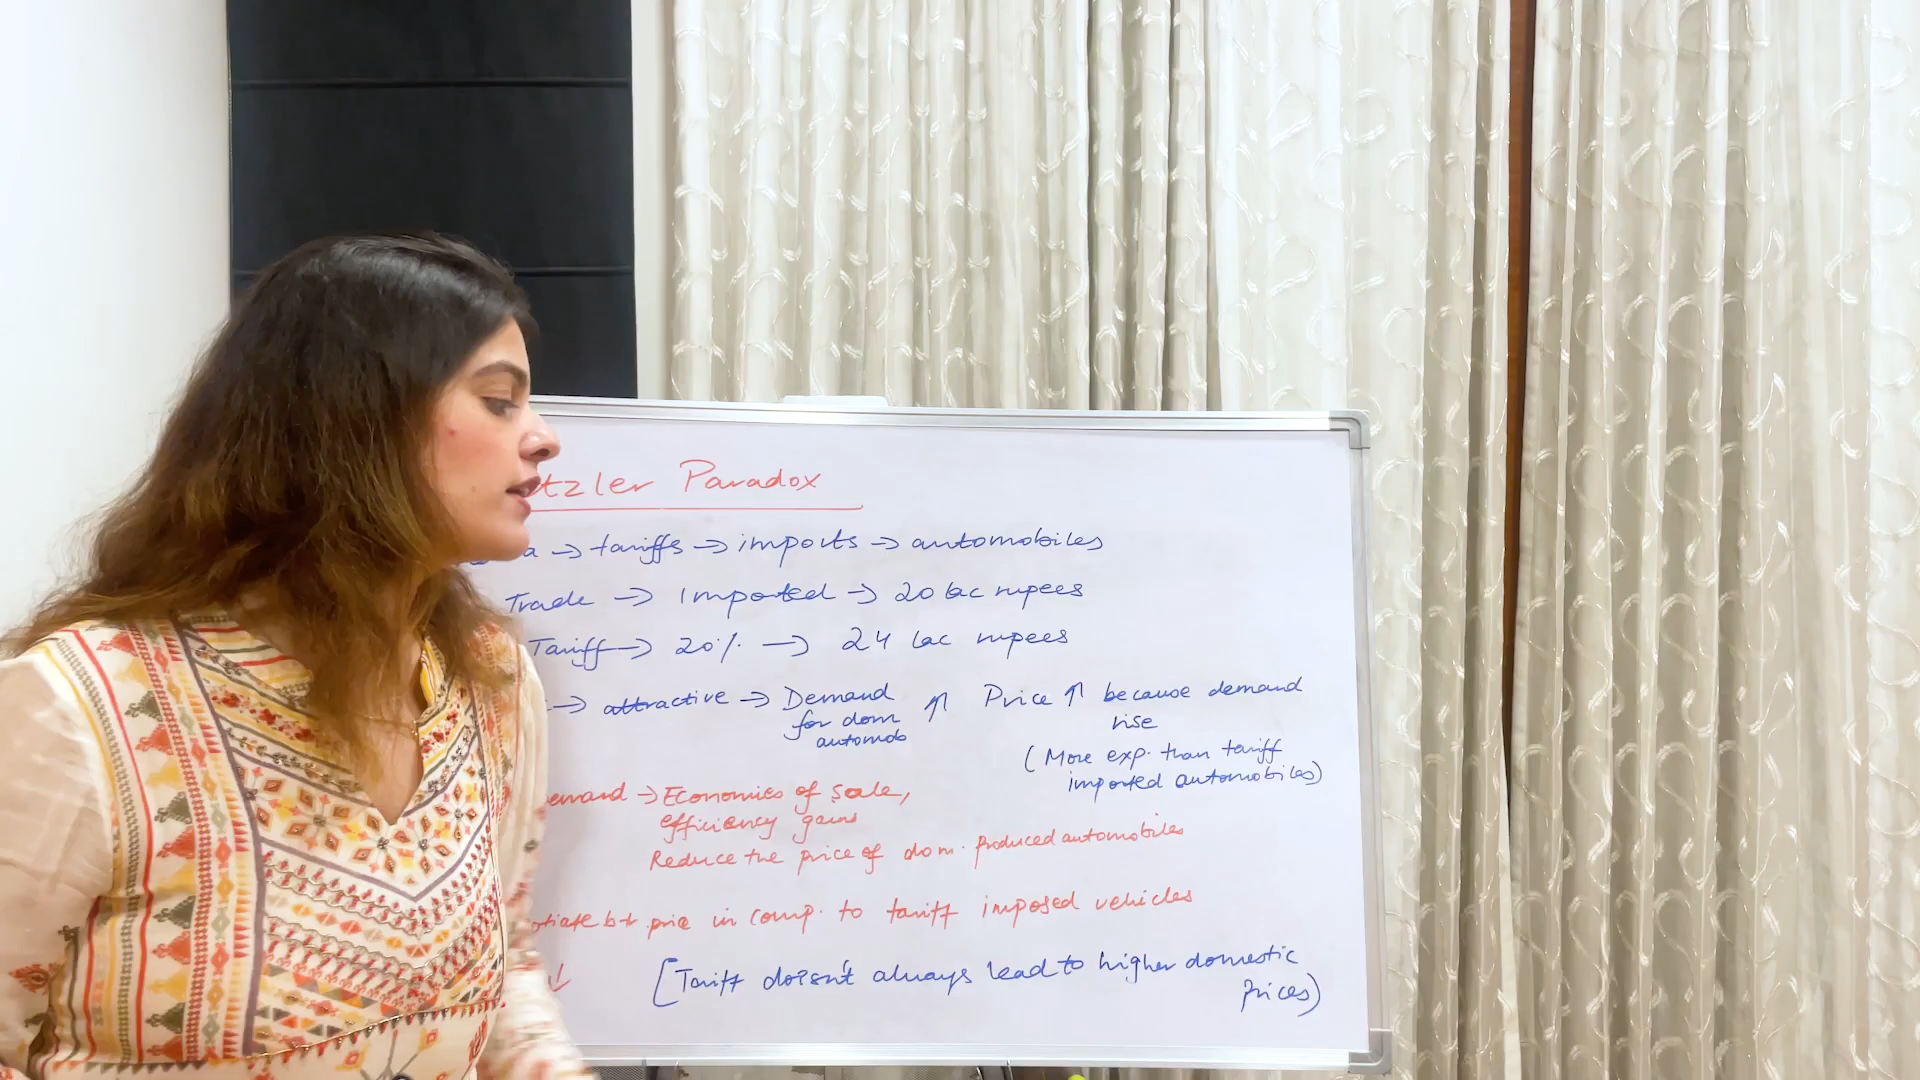 tzler Paradox
a → tariffs → imports → automobiles
Trade → Imported → 20 lac rupees
Tariff → 20% → 24 lac rupees
→ attractive → Demand ↑ Price ↑ because demand
for dom rise
automob
(More exp. than tariff
imported automobiles)
emand → Economies of scale,
efficiency gains
Reduce the price of dom. produced automobiles
otiate b+ price in comp. to tariff imposed vehicles
↓ [Tariff doesn't always lead to higher domestic
prices)